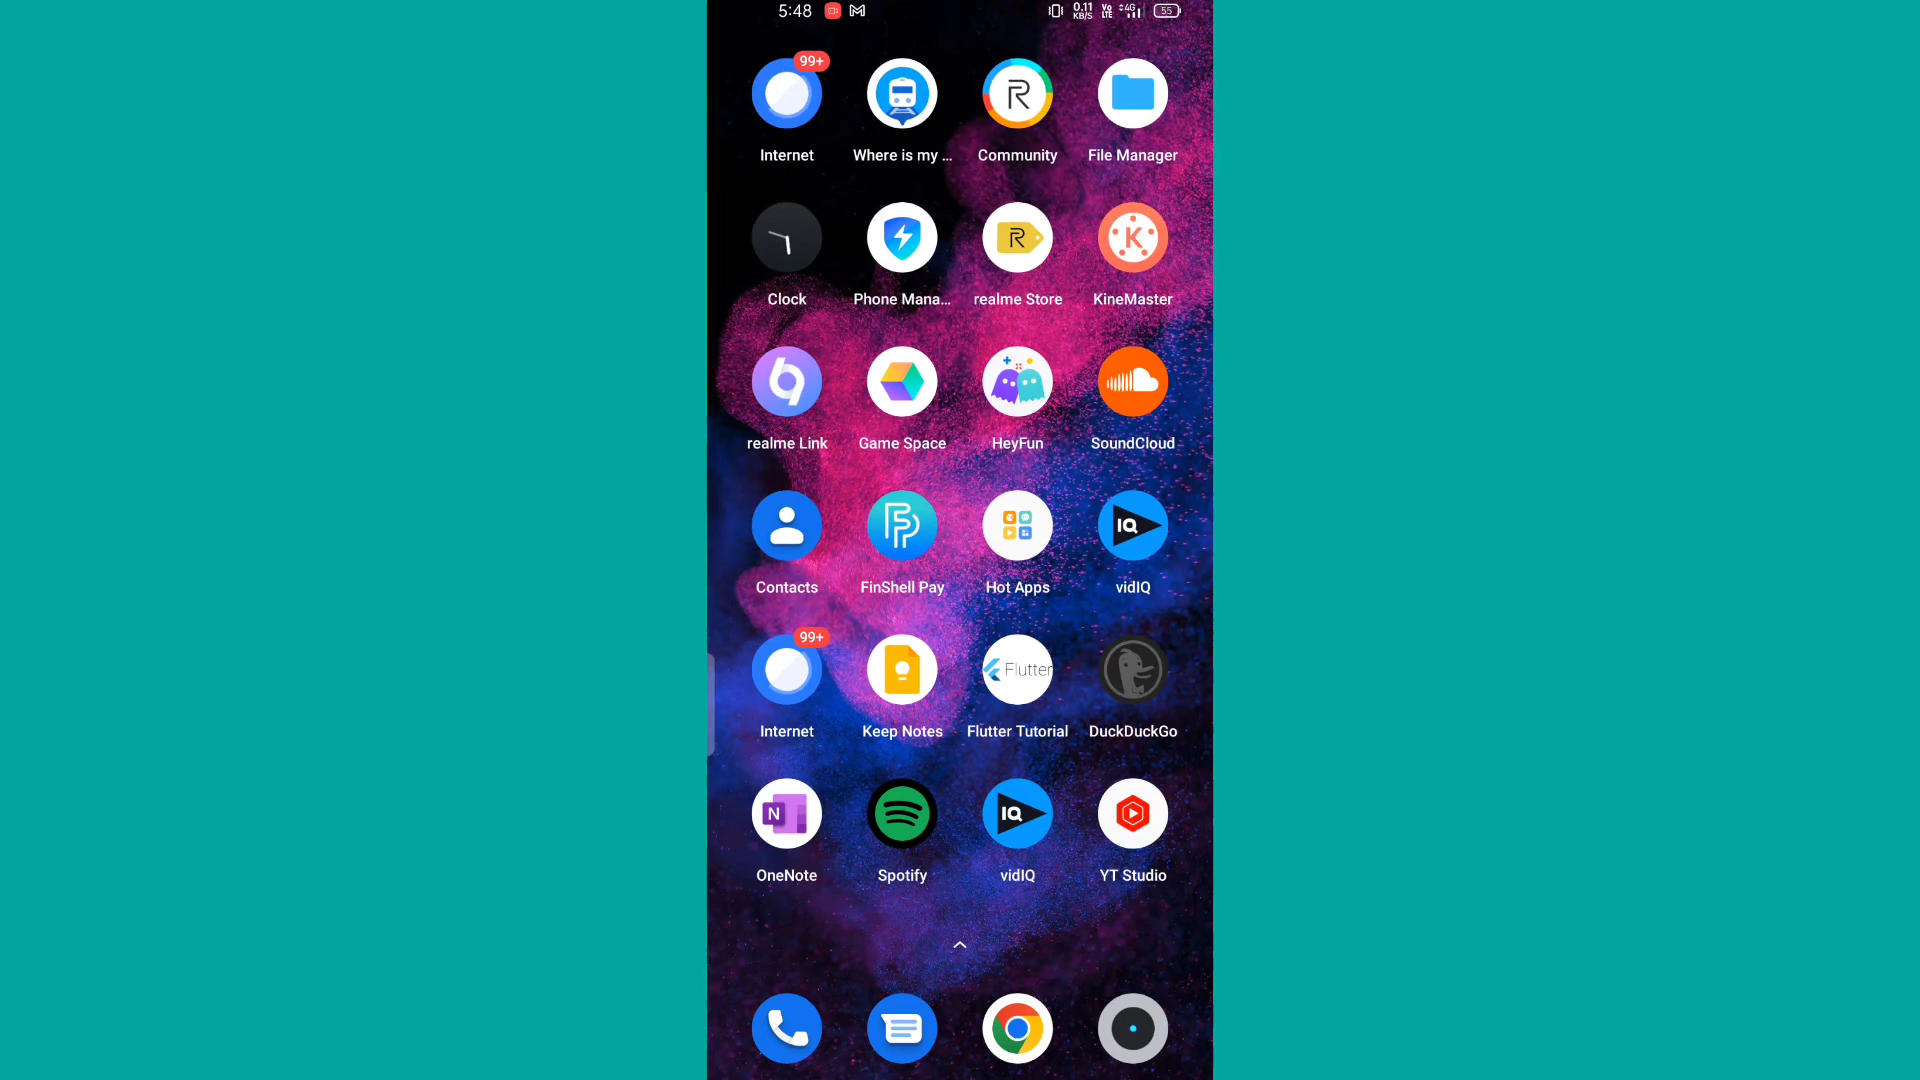 5:48 0.11 KB/S Vo LTE 4G 55
99+
R
Internet Where is my ... Community File Manager
R K
Clock Phone Mana... realme Store KineMaster
realme Link Game Space HeyFun SoundCloud
IQ
Contacts FinShell Pay Hot Apps vidIQ
99+
Flutter
Internet Keep Notes Flutter Tutorial DuckDuckGo
N IQ
OneNote Spotify vidIQ YT Studio